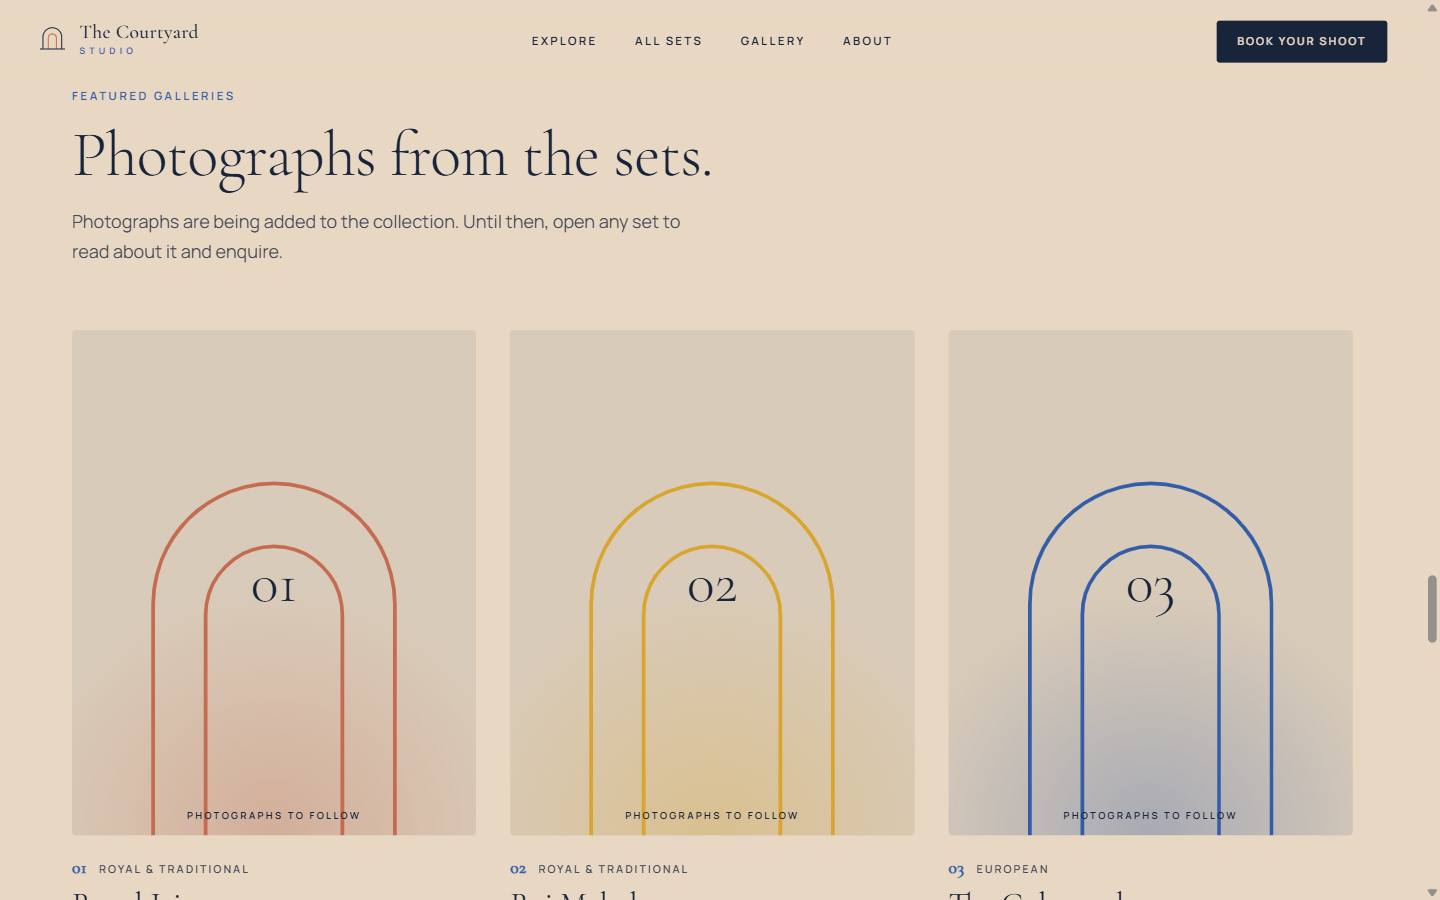 The Courtyard
STUDIO
EXPLORE
ALL SETS
GALLERY
ABOUT
BOOK YOUR SHOOT
FEATURED GALLERIES
Photographs from the sets.
Photographs are being added to the collection. Until then, open any set to
read about it and enquire.
01
02
03
PHOTOGRAPHS TO FOLLOW
PHOTOGRAPHS TO FOLLOW
PHOTOGRAPHS TO FOLLOW
01 ROYAL & TRADITIONAL
02 ROYAL & TRADITIONAL
03 EUROPEAN